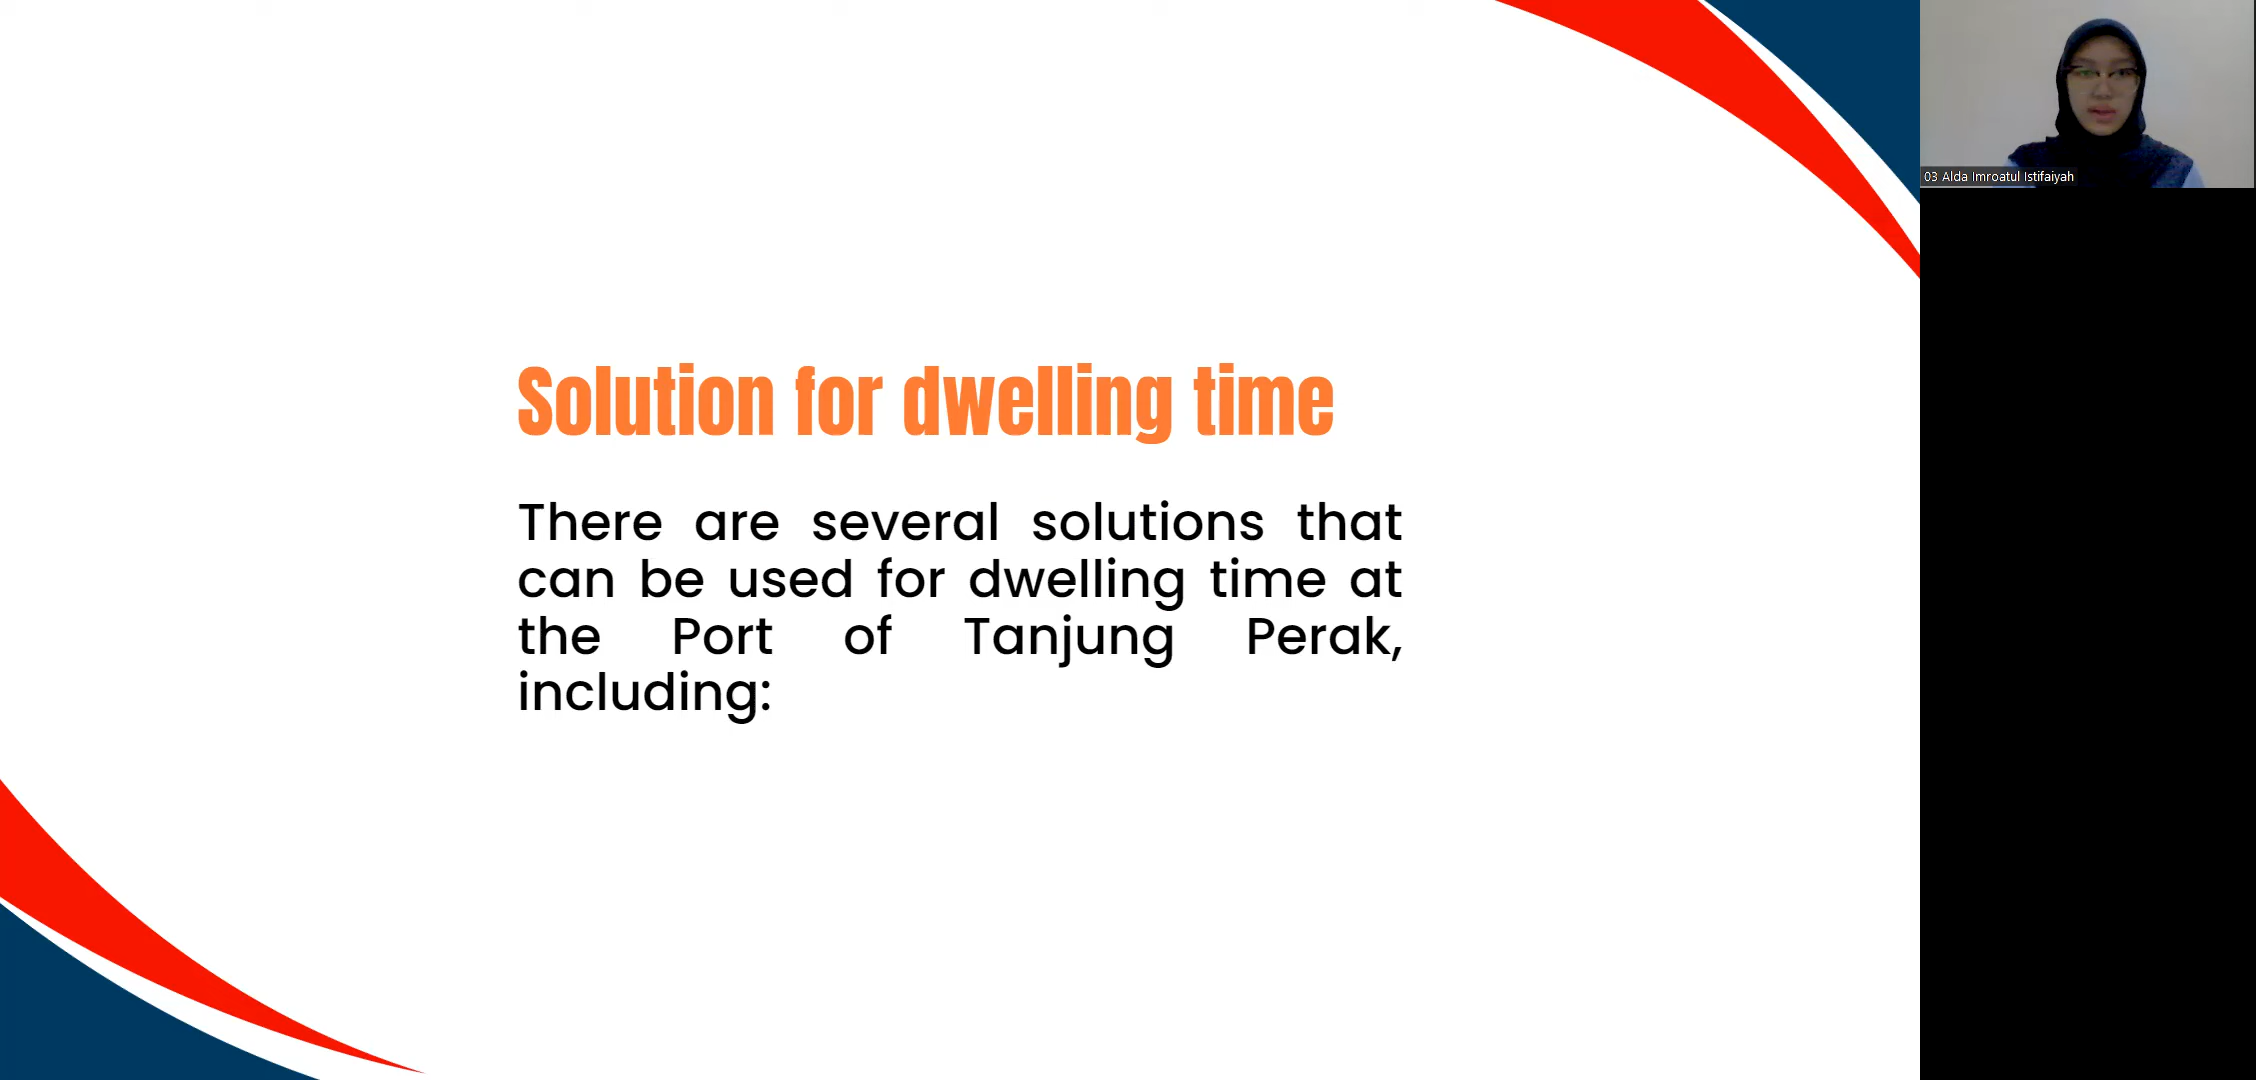 Solution for dwelling time
There are several solutions that
can be used for dwelling time at
the Port of Tanjung Perak,
including:
03 Alda Imroatul Istifaiyah